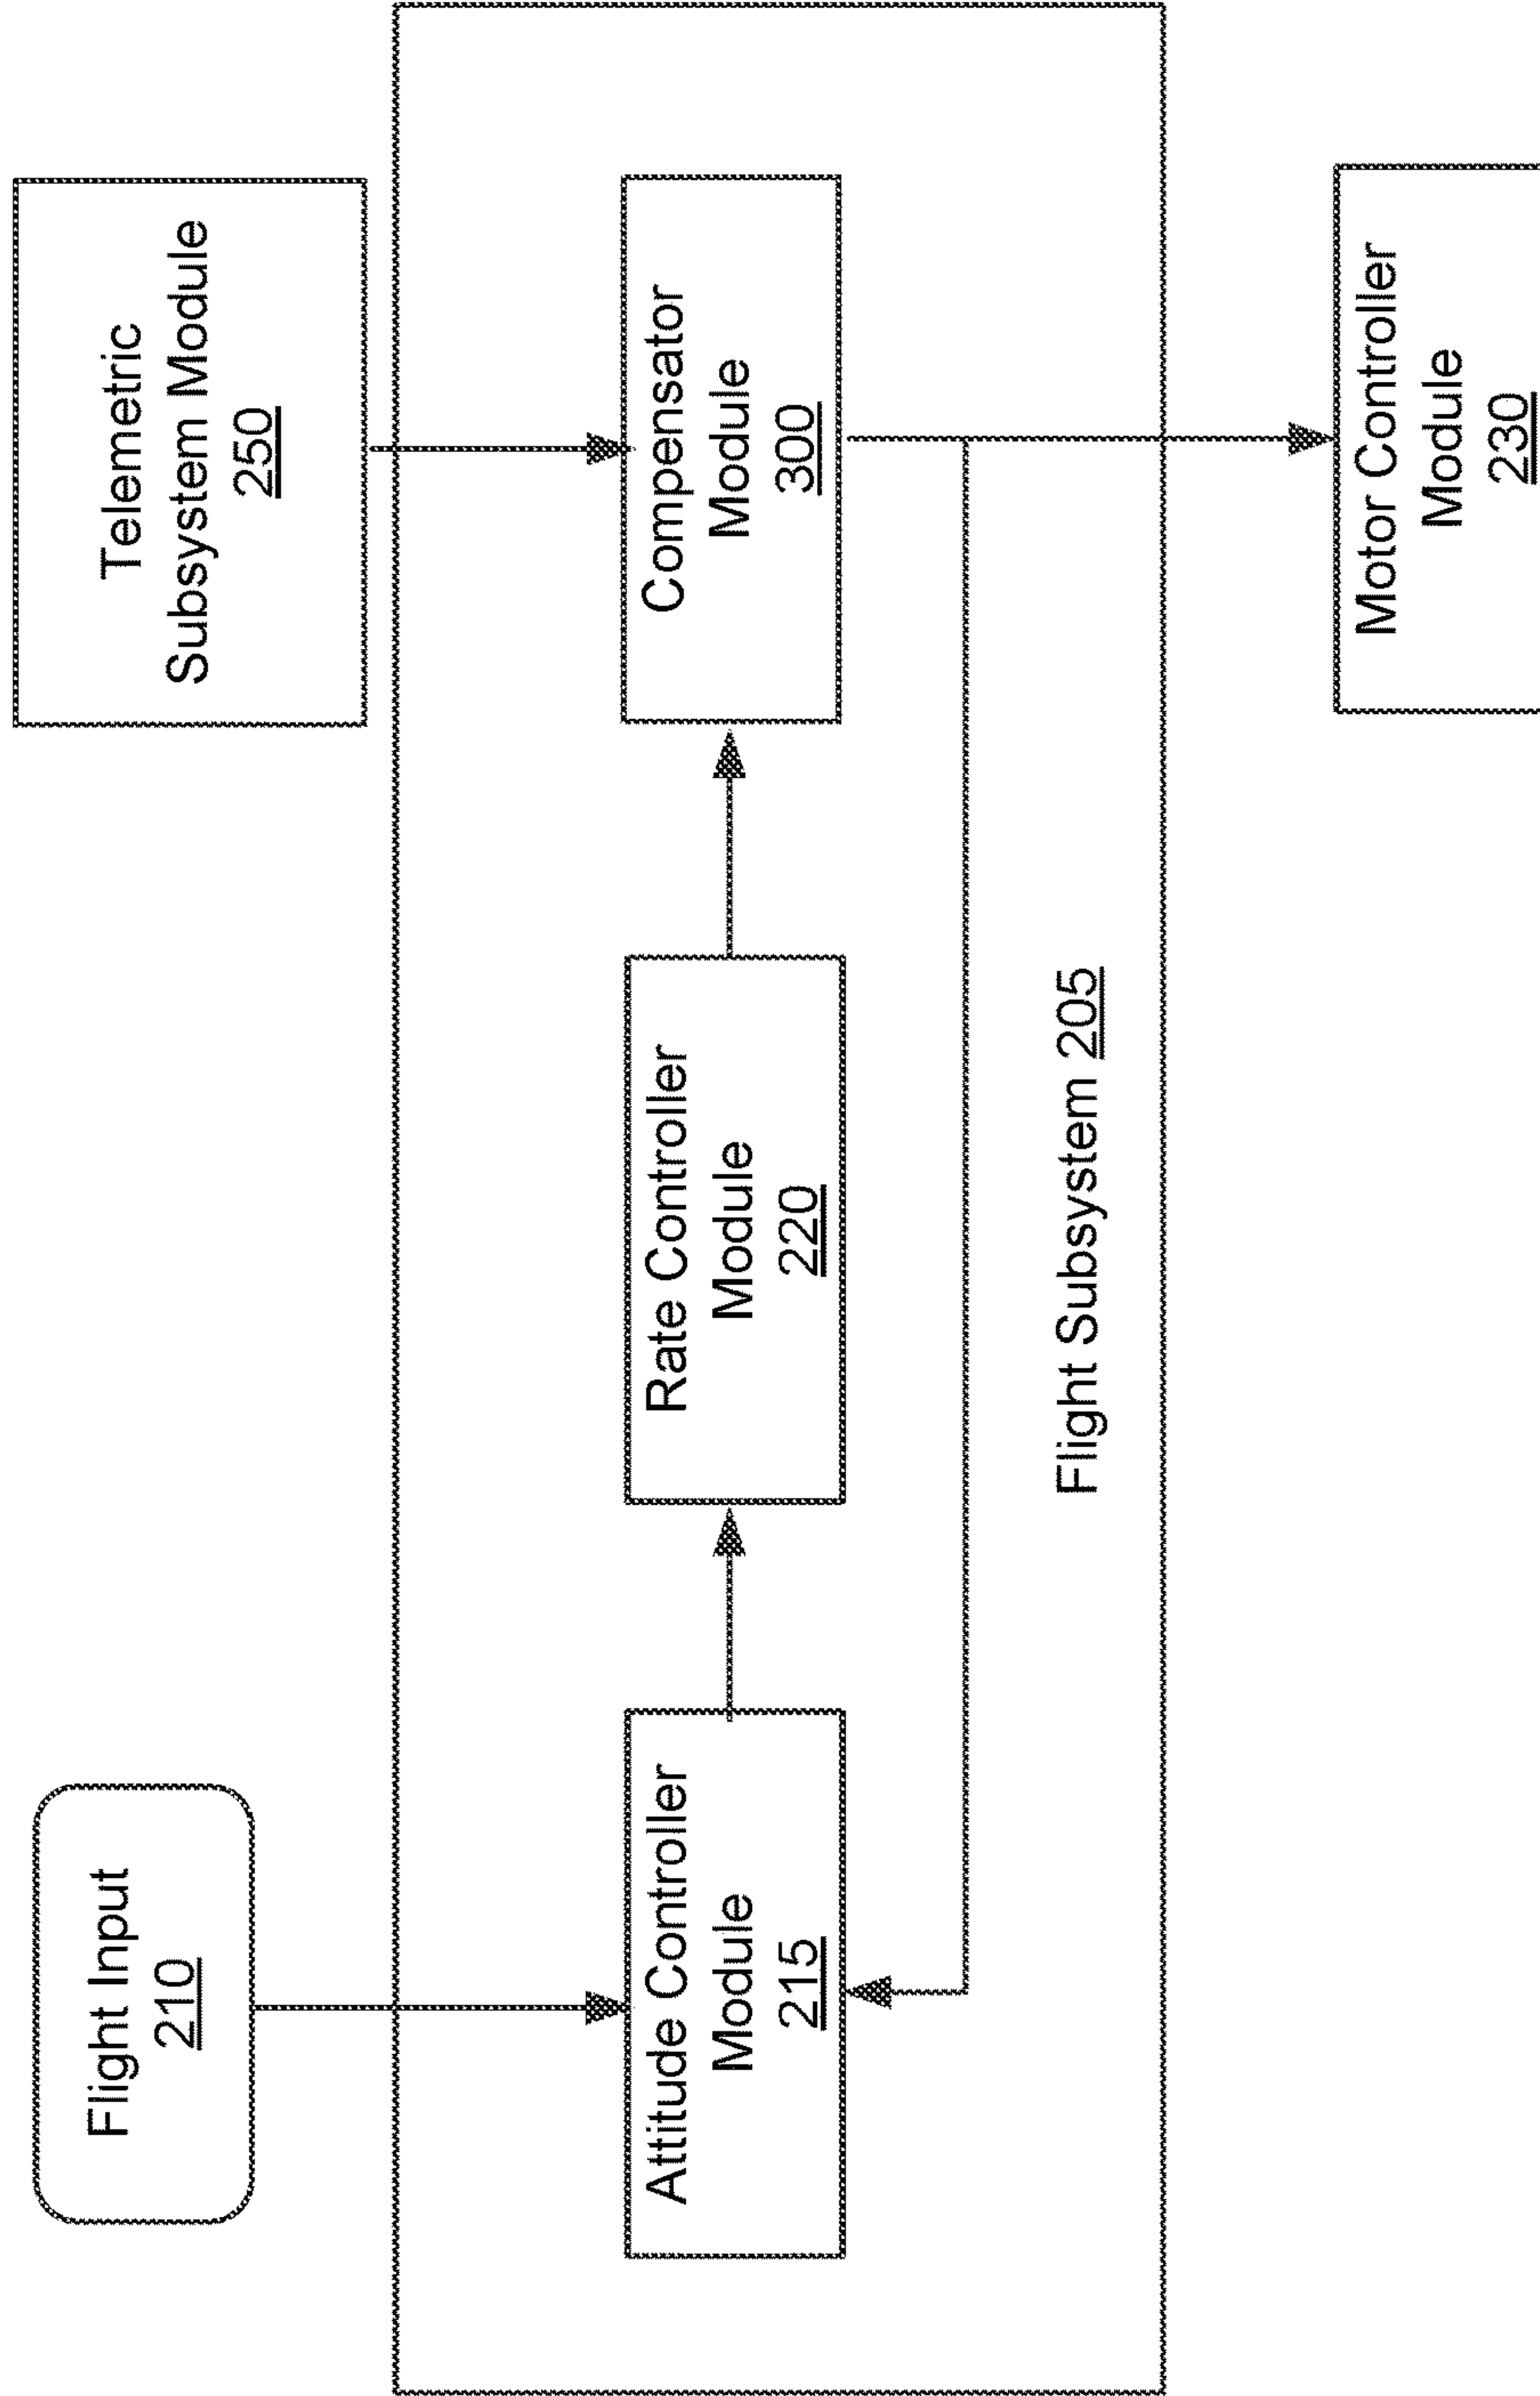 Flight Input
210
Telemetric
Subsystem Module
250
Attitude Controller
Module
215
Rate Controller
Module
220
Compensator
Module
300
Flight Subsystem 205
Motor Controller
Module
230